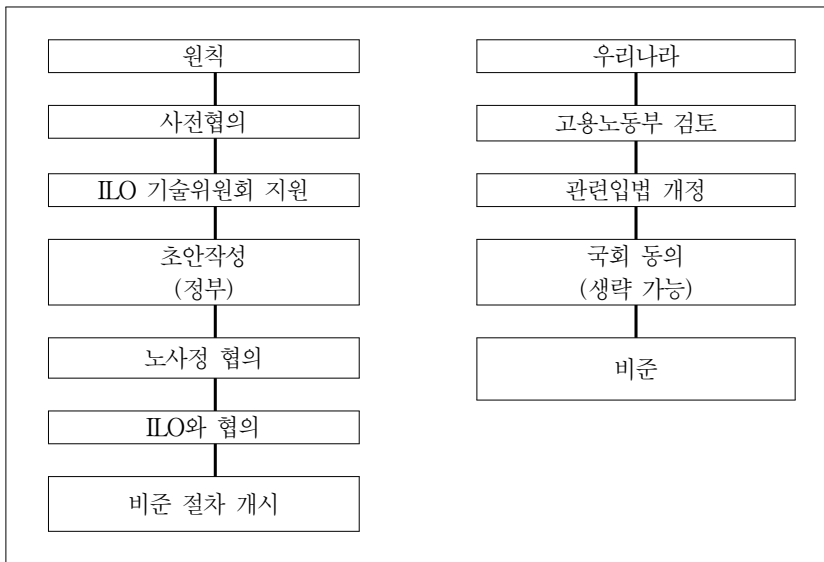 원칙
사전협의
ILO 기술위원회 지원
초안작성
(정부)
노사정 협의
ILO와 협의
비준 절차 개시
우리나라
고용노동부 검토
관련입법 개정
국회 동의
(생략 가능)
비준